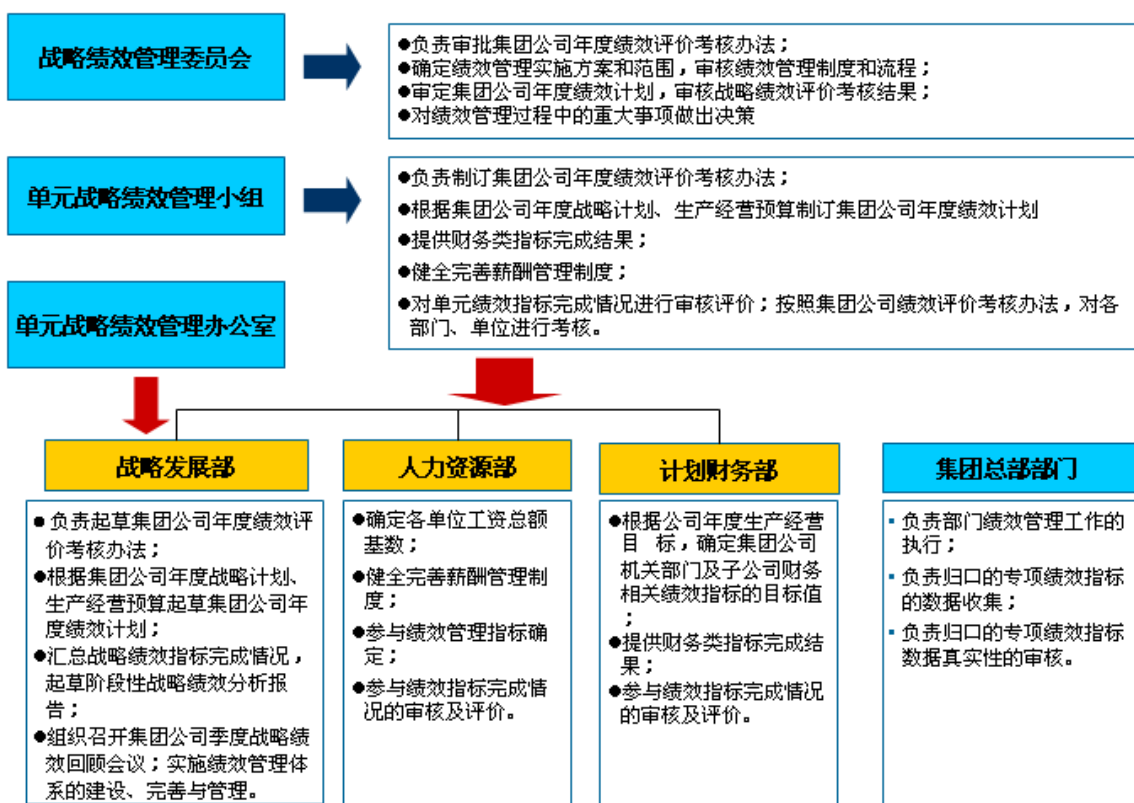 战略绩效管理委员会
●负责审批集团公司年度绩效评价考核办法；
●确定绩效管理实施方案和范围，审核绩效管理制度和流程；
●审定集团公司年度绩效计划，审核战略绩效评价考核结果；
●对绩效管理过程中的重大事项做出决策
单元战略绩效管理小组
●负责制订集团公司年度绩效评价考核办法；
●根据集团公司年度战略计划、生产经营预算制订集团公司年度绩效计划
●提供财务类指标完成结果；
●健全完善薪酬管理制度；
●对单元绩效指标完成情况进行审核评价；按照集团公司绩效评价考核办法，对各
部门、单位进行考核。
单元战略绩效管理办公室
战略发展部
●负责起草集团公司年度绩效评
价考核办法；
●根据集团公司年度战略计划、
生产经营预算起草集团公司年
度绩效计划；
●汇总战略绩效指标完成情况，
起草阶段性战略绩效分析报
告；
●组织召开集团公司季度战略绩
效回顾会议；实施绩效管理体
系的建设、完善与管理。
人力资源部
●确定各单位工资总额
基数；
●健全完善薪酬管理制
度；
●参与绩效管理指标确
定；
●参与绩效指标完成情
况的审核及评价。
计划财务部
●根据公司年度生产经营
目 标，确定集团公司
机关部门及子公司财务
相关绩效指标的目标值
；
●提供财务类指标完成结
果；
●参与绩效指标完成情况
的审核及评价。
集团总部部门
▪ 负责部门绩效管理工作的
执行；
▪ 负责归口的专项绩效指标
的数据收集；
▪ 负责归口的专项绩效指标
数据真实性的审核。